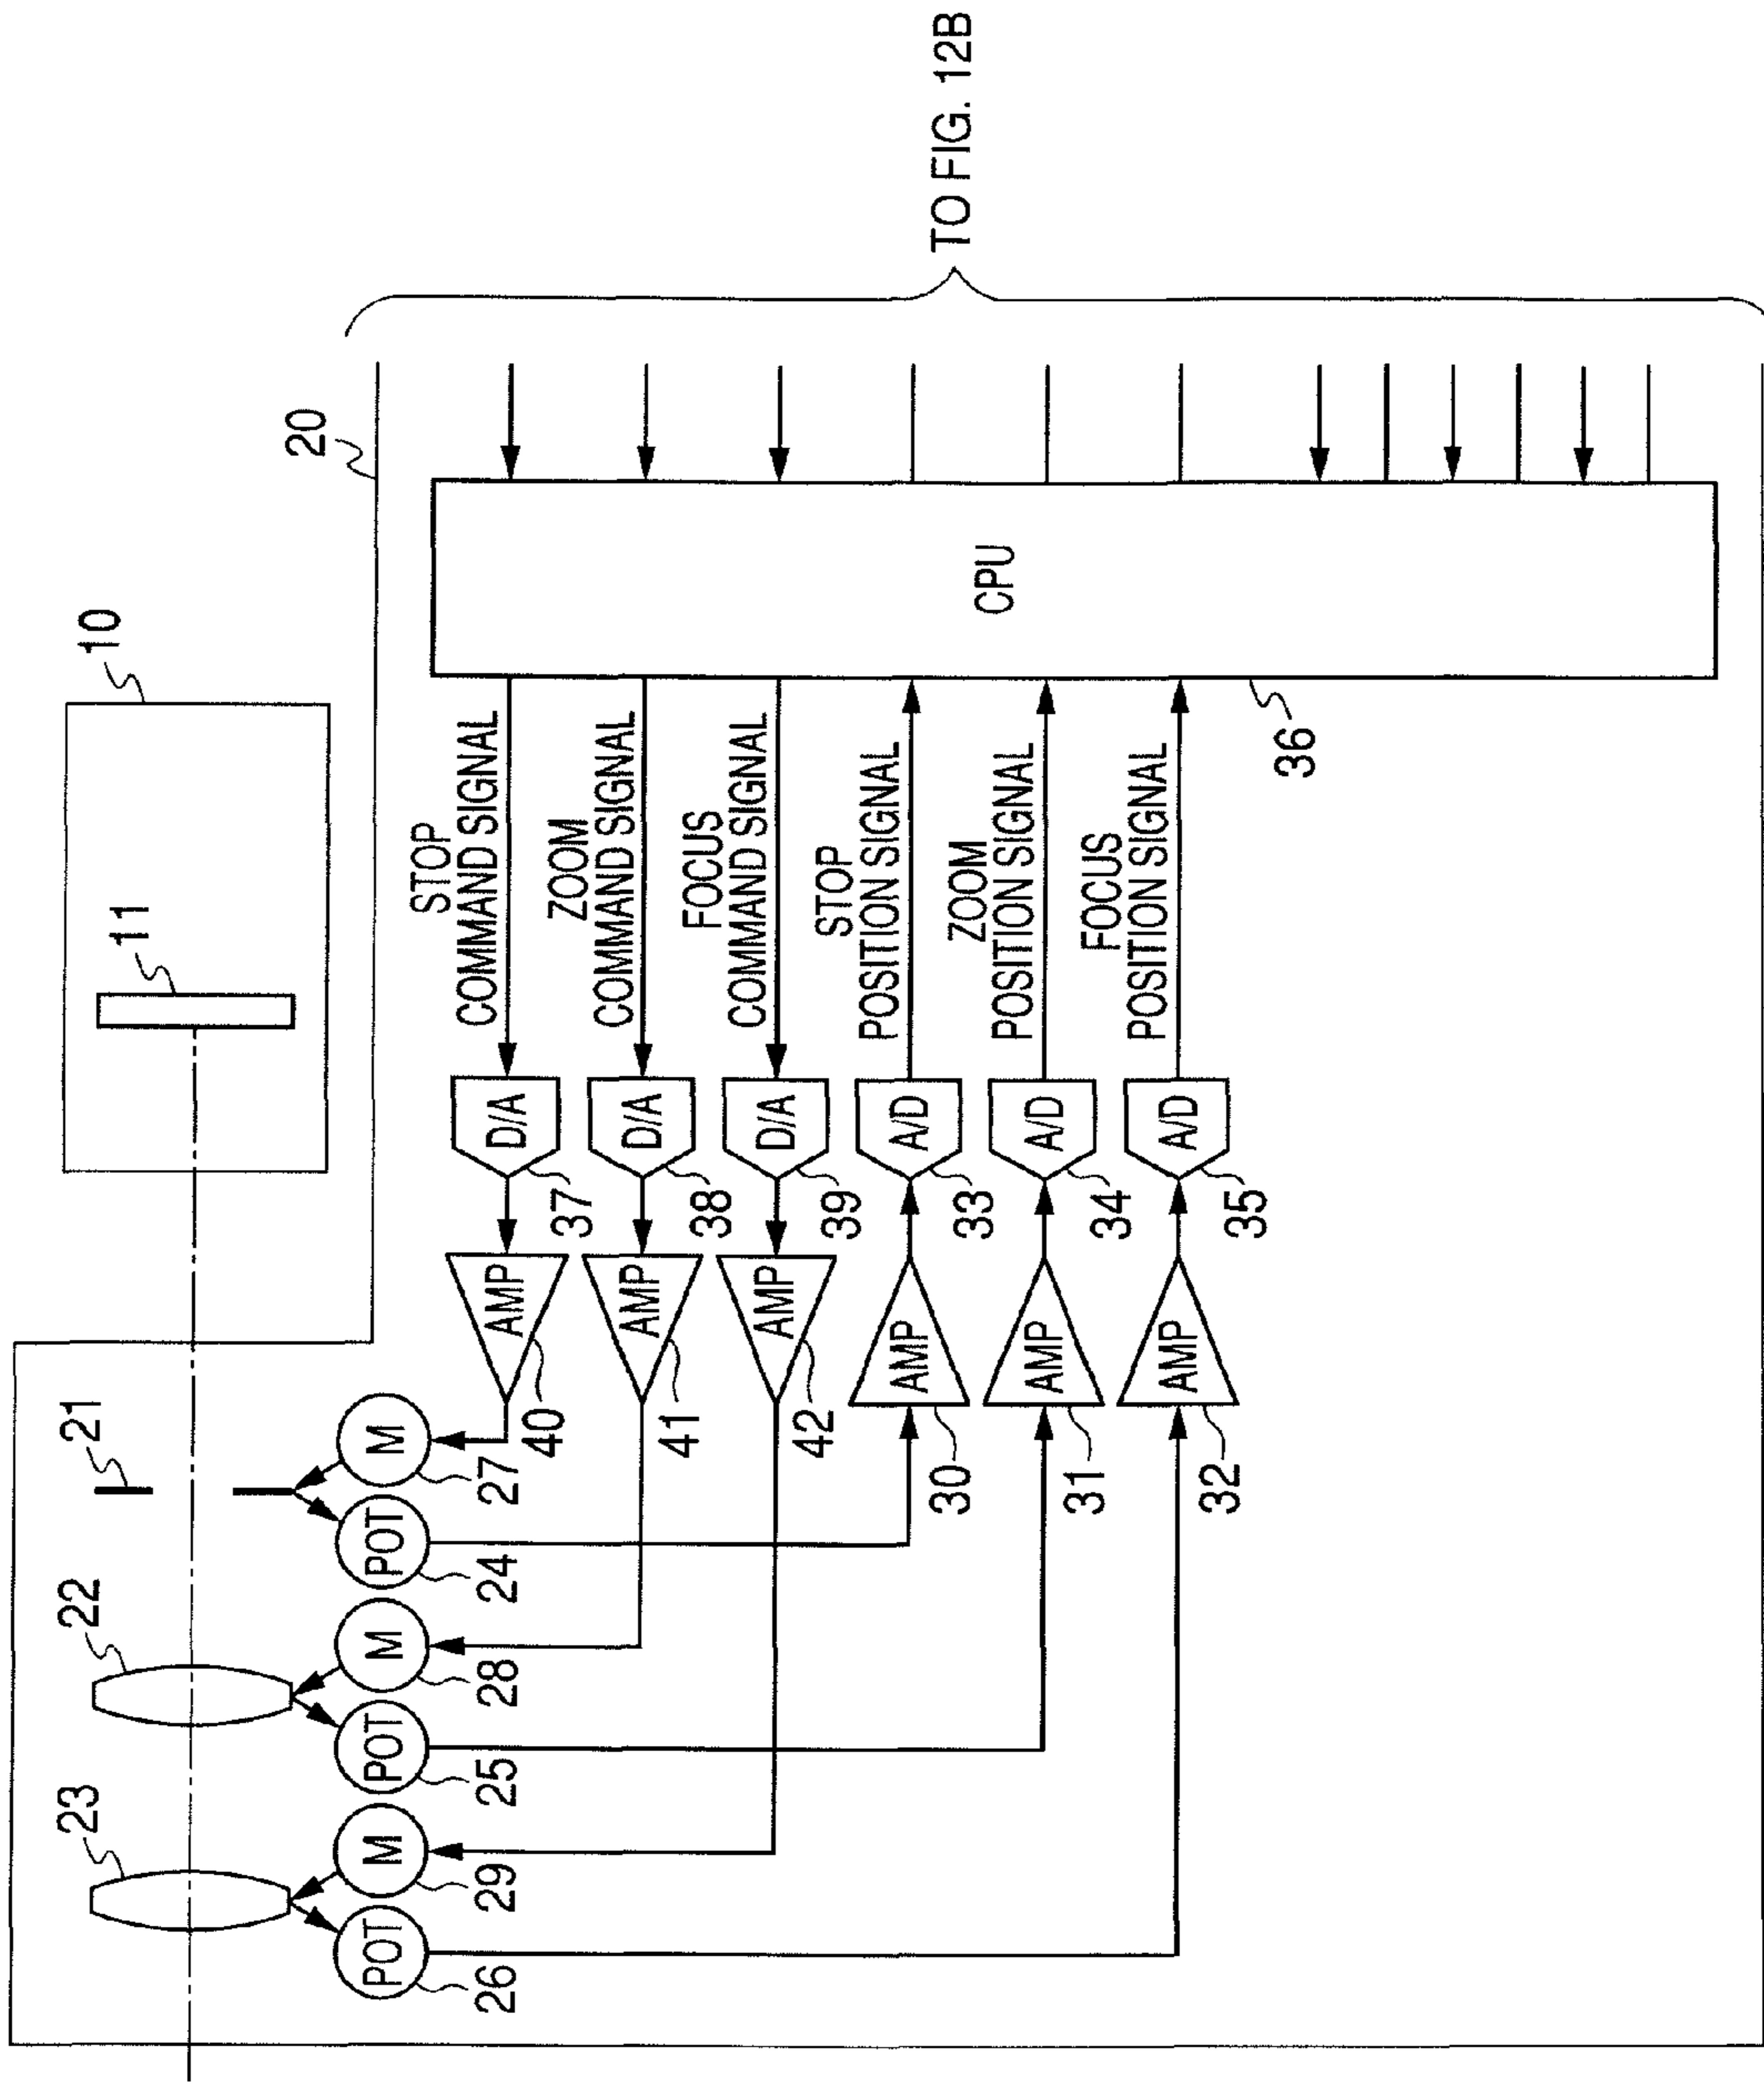 23
22
21
11
10
20
POT
M
POT
M
POT
M
26
29
25
28
24
27
AMP
D/A
STOP
COMMAND SIGNAL
40
37
AMP
D/A
ZOOM
COMMAND SIGNAL
41
38
AMP
D/A
FOCUS
COMMAND SIGNAL
42
39
AMP
A/D
STOP
POSITION SIGNAL
30
33
AMP
A/D
ZOOM
POSITION SIGNAL
31
34
AMP
A/D
FOCUS
POSITION SIGNAL
32
35
CPU
36
TO FIG. 12B